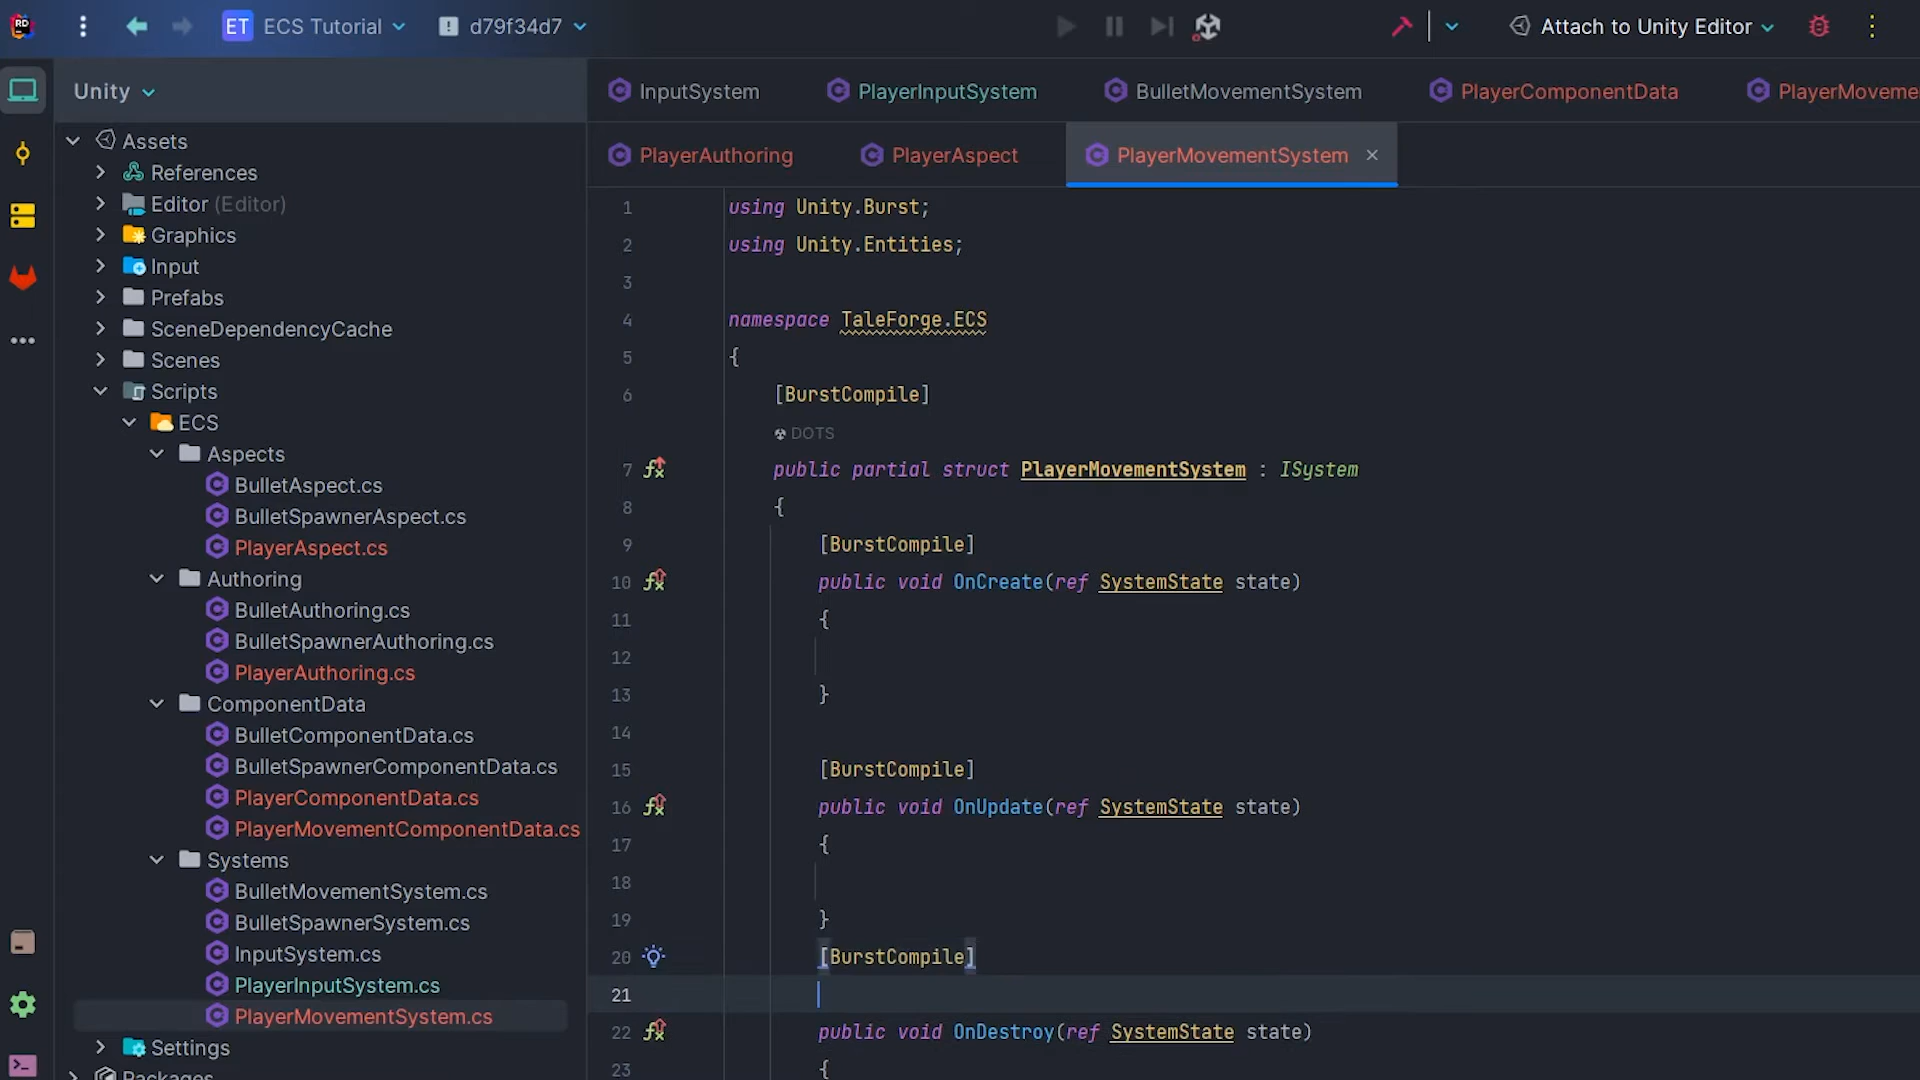 RD ET ECS Tutorial d79f34d7 Attach to Unity Editor
Unity
Assets
References
Editor (Editor)
Graphics
Input
Prefabs
SceneDependencyCache
Scenes
Scripts
ECS
Aspects
BulletAspect.cs
BulletSpawnerAspect.cs
PlayerAspect.cs
Authoring
BulletAuthoring.cs
BulletSpawnerAuthoring.cs
PlayerAuthoring.cs
ComponentData
BulletComponentData.cs
BulletSpawnerComponentData.cs
PlayerComponentData.cs
PlayerMovementComponentData.cs
Systems
BulletMovementSystem.cs
BulletSpawnerSystem.cs
InputSystem.cs
PlayerInputSystem.cs
PlayerMovementSystem.cs
Settings
Packages
InputSystem PlayerInputSystem BulletMovementSystem PlayerComponentData PlayerMoveme
PlayerAuthoring PlayerAspect PlayerMovementSystem ×
1 using Unity.Burst;
2 using Unity.Entities;
3
4 namespace TaleForge.ECS
5 {
6 [BurstCompile]
DOTS
7 public partial struct PlayerMovementSystem : ISystem
8 {
9 [BurstCompile]
10 public void OnCreate(ref SystemState state)
11 {
12
13 }
14
15 [BurstCompile]
16 public void OnUpdate(ref SystemState state)
17 {
18
19 }
20 [BurstCompile]
21
22 public void OnDestroy(ref SystemState state)
23 {